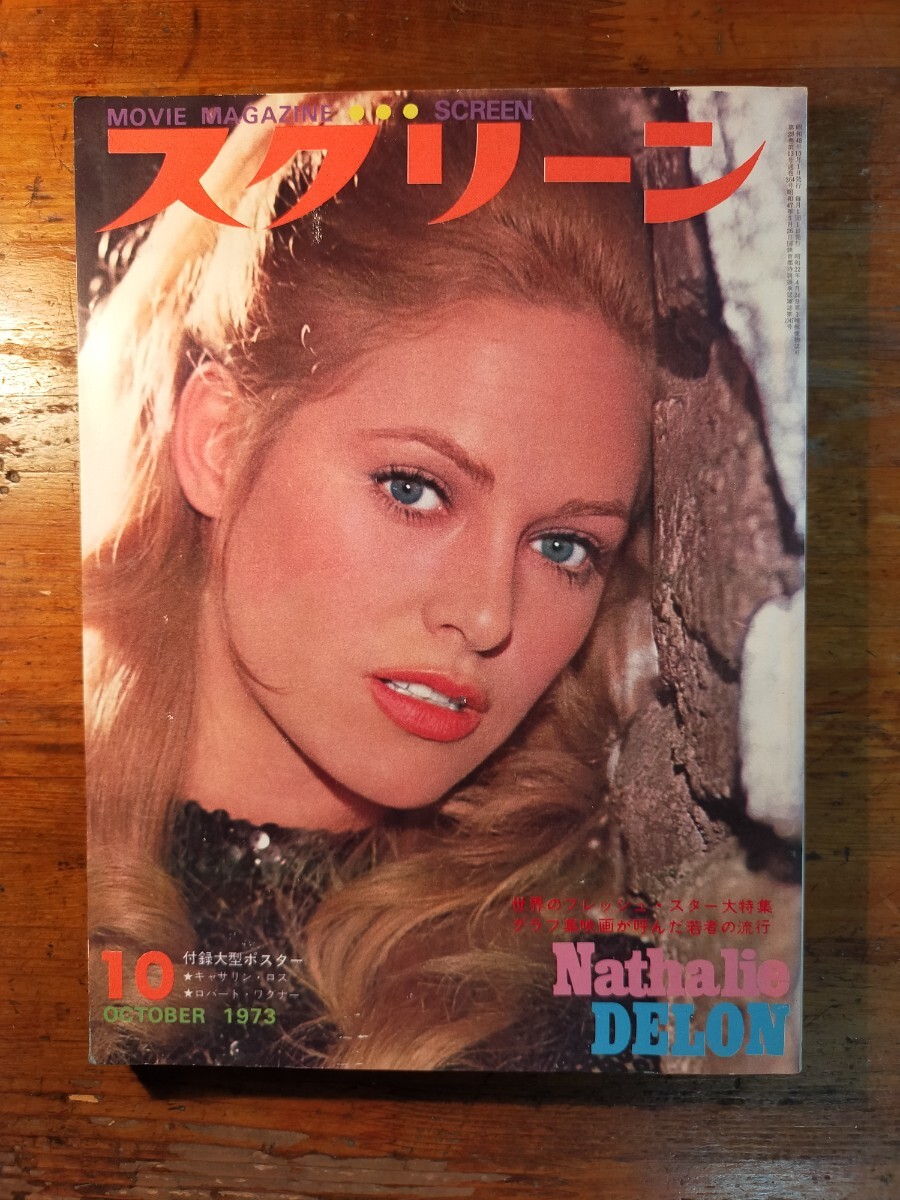 MOVIE MAGAZINE ●●● SCREEN
スクリーン
世界のフレッシュ・スター大特集
グラフ集映画が呼んだ若者の流行
Nathalie
DELON
10
付録大型ポスター
★キャサリン・ロス
★ロバート・ワグナー
OCTOBER 1973